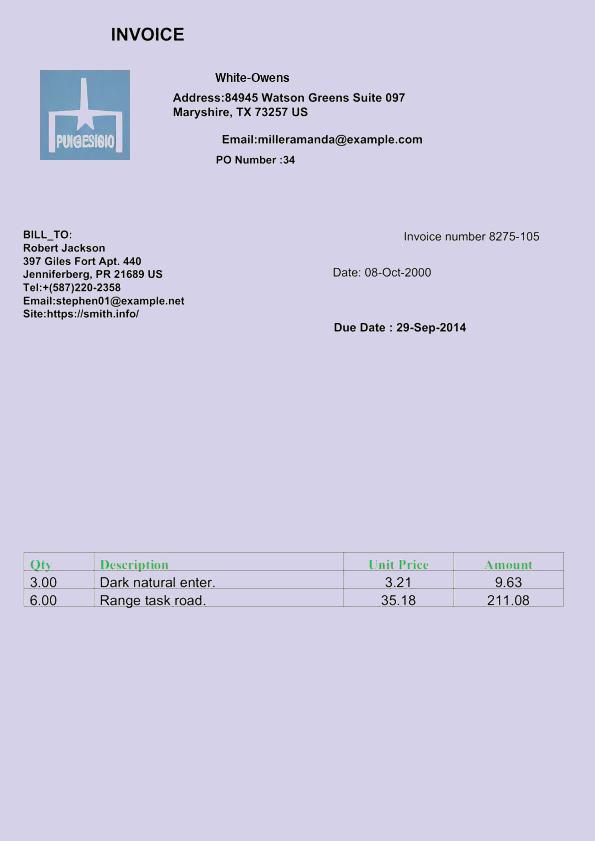 INVOICE
White-Owens
Address:84945 Watson Greens Suite 097
Maryshire, TX 73257 US
Email:milleramanda@example.com
PO Number :34
PUIGESIBIO
BILL_TO:
Robert Jackson
397 Giles Fort Apt. 440
Jenniferberg, PR 21689 US
Tel:+(587)220-2358
Email:stephen01@example.net
Site:https://smith.info/
Invoice number 8275-105
Date: 08-Oct-2000
Due Date : 29-Sep-2014
Qty Description Unit Price Amount
3.00 Dark natural enter. 3.21 9.63
6.00 Range task road. 35.18 211.08